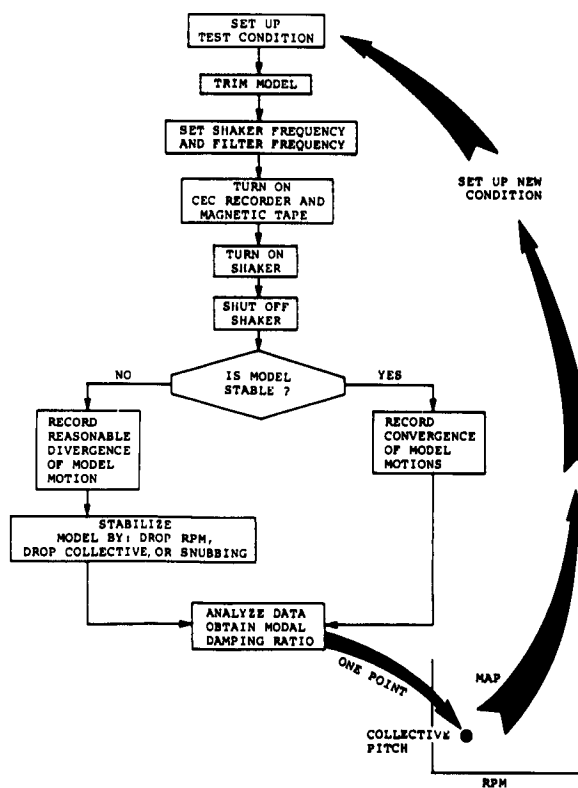 SET UP
TEST CONDITION
TRIM MODEL
SET SHAKER FREQUENCY
AND FILTER FREQUENCY
TURN ON
CEC RECORDER AND
MAGNETIC TAPE
TURN ON
SHAKER
SHUT OFF
SHAKER
IS MODEL
STABLE ?
NO
YES
RECORD
REASONABLE
DIVERGENCE
OF MODEL
MOTION
RECORD
CONVERGENCE
OF MODEL
MOTIONS
STABILIZE
MODEL BY: DROP RPM,
DROP COLLECTIVE, OR SNUBBING
ANALYZE DATA
OBTAIN MODAL
DAMPING RATIO
ONE POINT
COLLECTIVE
PITCH
RPM
MAP
SET UP NEW
CONDITION